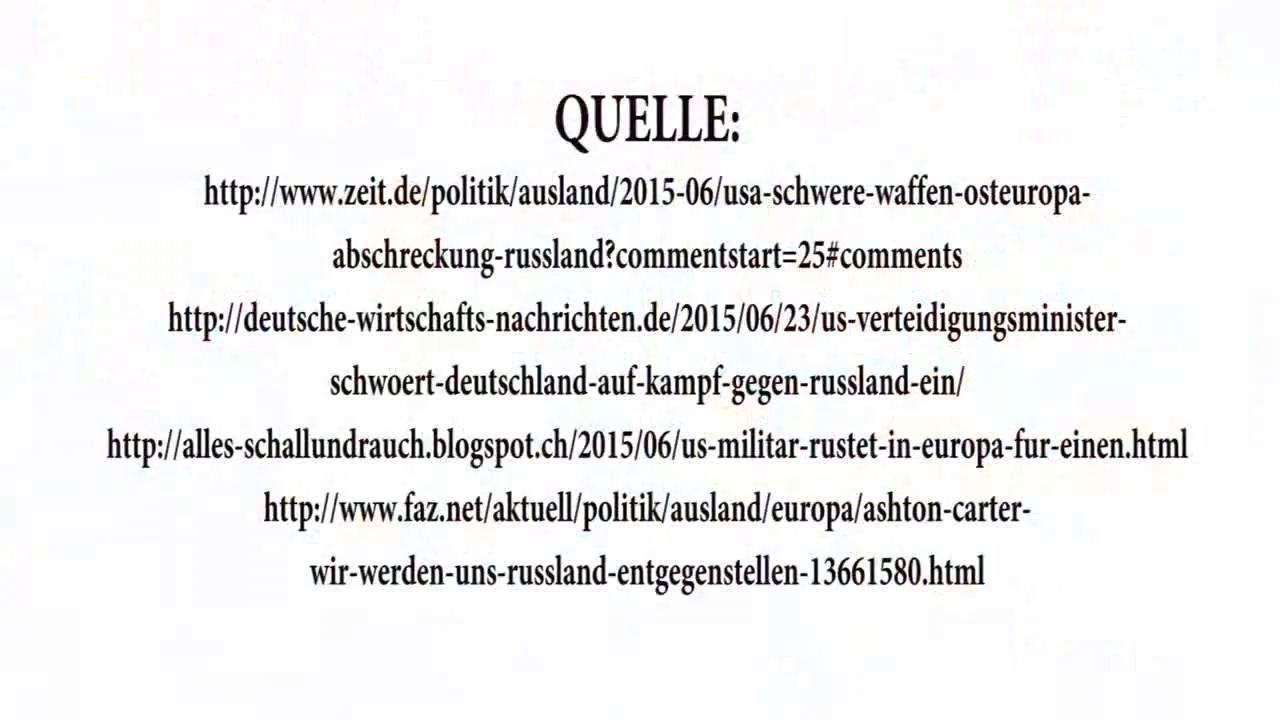 QUELLE:
http://www.zeit.de/politik/ausland/2015-06/usa-schwere-waffen-osteuropa-
abschreckung-russland?commentstart=25#comments
http://deutsche-wirtschafts-nachrichten.de/2015/06/23/us-verteidigungsminister-
schwoert-deutschland-auf-kampf-gegen-russland-ein/
http://alles-schallundrauch.blogspot.ch/2015/06/us-militar-rustet-in-europa-fur-einen.html
http://www.faz.net/aktuell/politik/ausland/europa/ashton-carter-
wir-werden-uns-russland-entgegenstellen-13661580.html